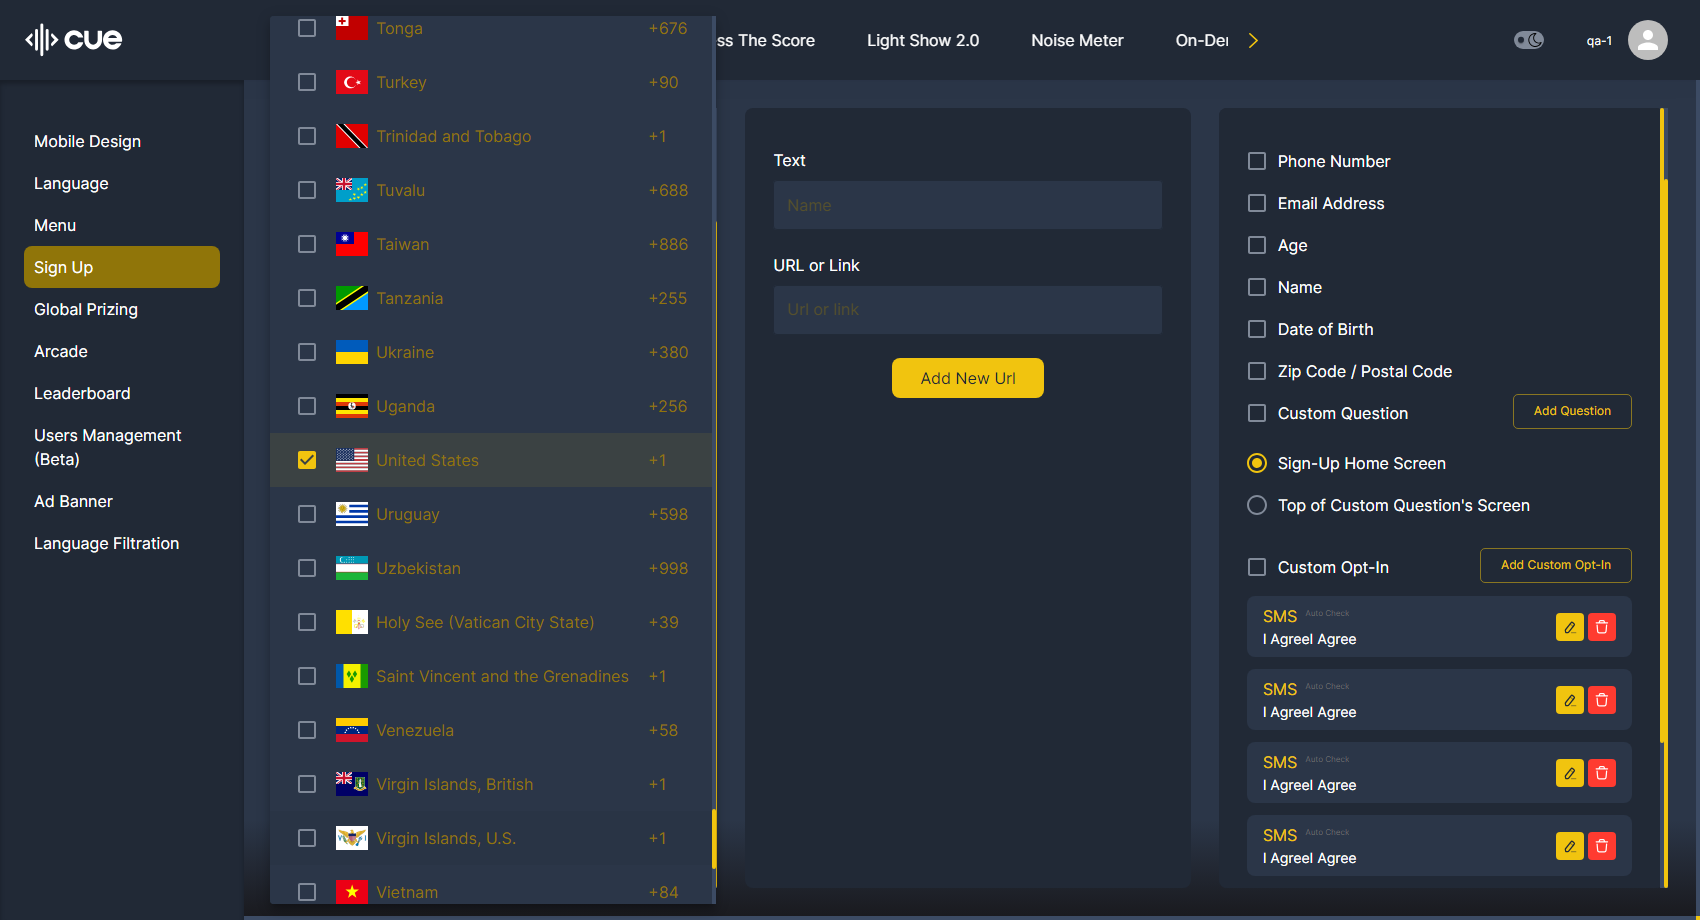 cue
ss The Score
Light Show 2.0
Noise Meter
On-De
qa-1
Mobile Design
Language
Menu
Sign Up
Global Prizing
Arcade
Leaderboard
Users Management
(Beta)
Ad Banner
Language Filtration
Tonga +676
Turkey +90
Trinidad and Tobago +1
Tuvalu +688
Taiwan +886
Tanzania +255
Ukraine +380
Uganda +256
United States +1
Uruguay +598
Uzbekistan +998
Holy See (Vatican City State) +39
Saint Vincent and the Grenadines +1
Venezuela +58
Virgin Islands, British +1
Virgin Islands, U.S. +1
Vietnam +84
Text
Name
URL or Link
Url or link
Add New Url
Phone Number
Email Address
Age
Name
Date of Birth
Zip Code / Postal Code
Custom Question
Add Question
Sign-Up Home Screen
Top of Custom Question's Screen
Custom Opt-In
Add Custom Opt-In
SMS Auto Check
I AgreeI Agree
SMS Auto Check
I AgreeI Agree
SMS Auto Check
I AgreeI Agree
SMS Auto Check
I AgreeI Agree